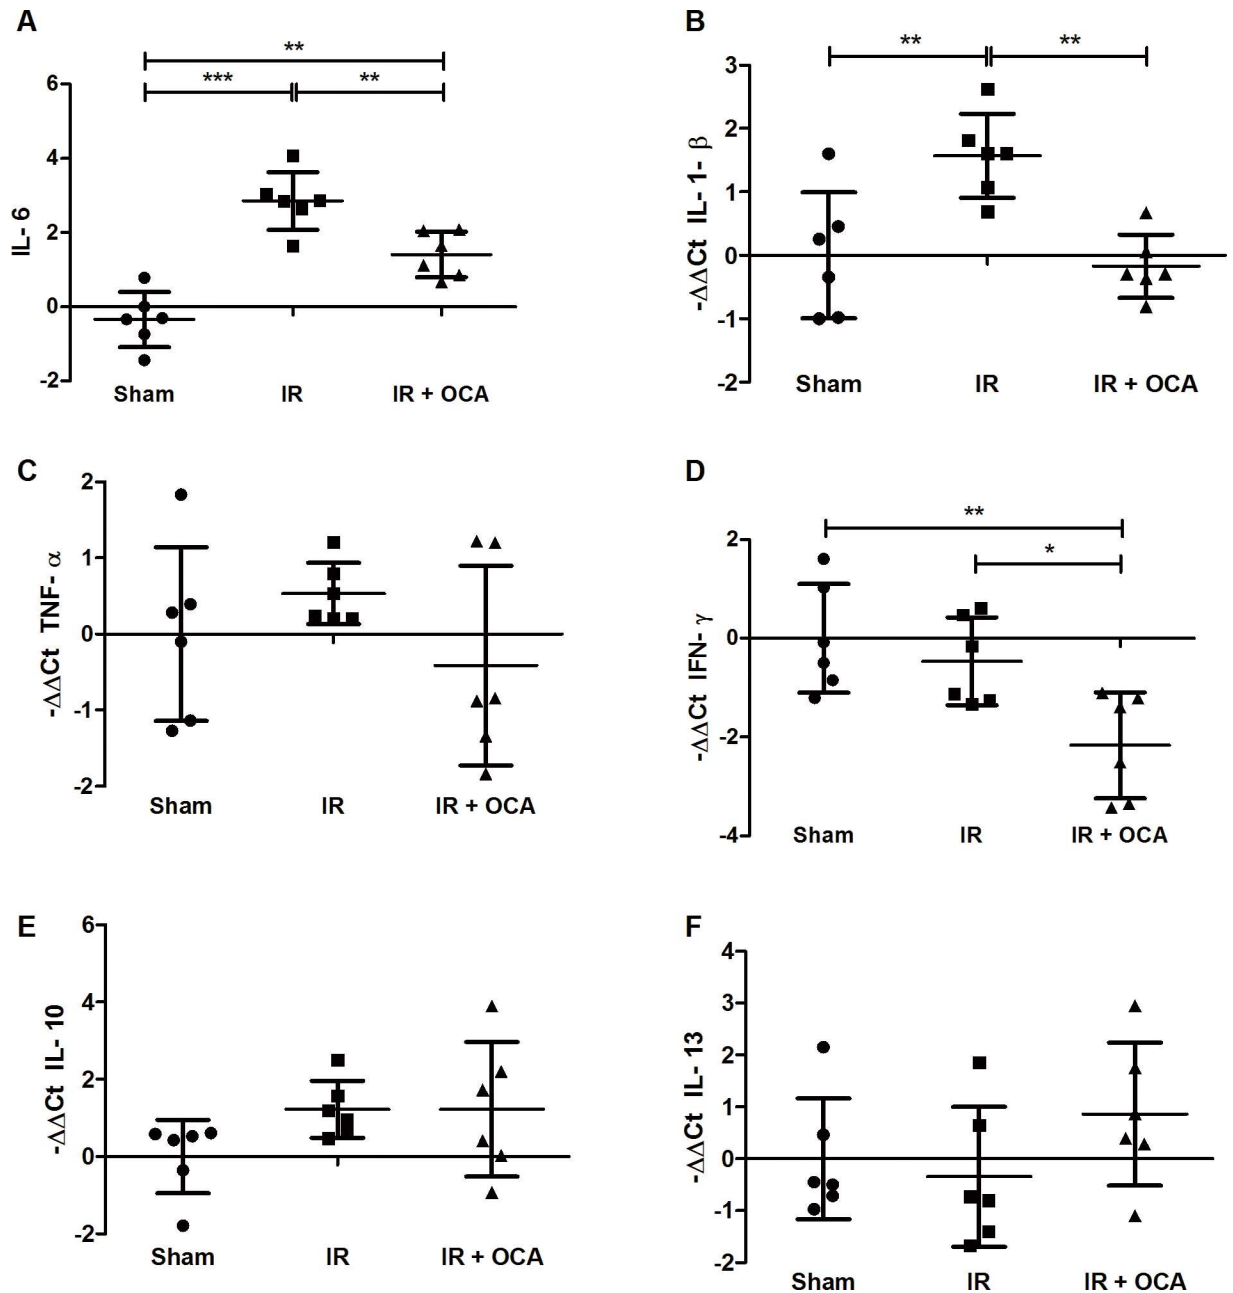 A
**
*** **
6
4
2
0
-2
IL- 6
Sham IR IR + OCA
B
** **
3
2
1
0
-1
-2
-ΔΔCt IL- 1- β
Sham IR IR + OCA
C
2
1
0
-1
-2
-ΔΔCt TNF- α
Sham IR IR + OCA
D
**
*
2
0
-2
-4
-ΔΔCt IFN- γ
Sham IR IR + OCA
E
6
4
2
0
-2
-ΔΔCt IL- 10
Sham IR IR + OCA
F
4
3
2
1
0
-1
-2
-ΔΔCt IL- 13
Sham IR IR + OCA